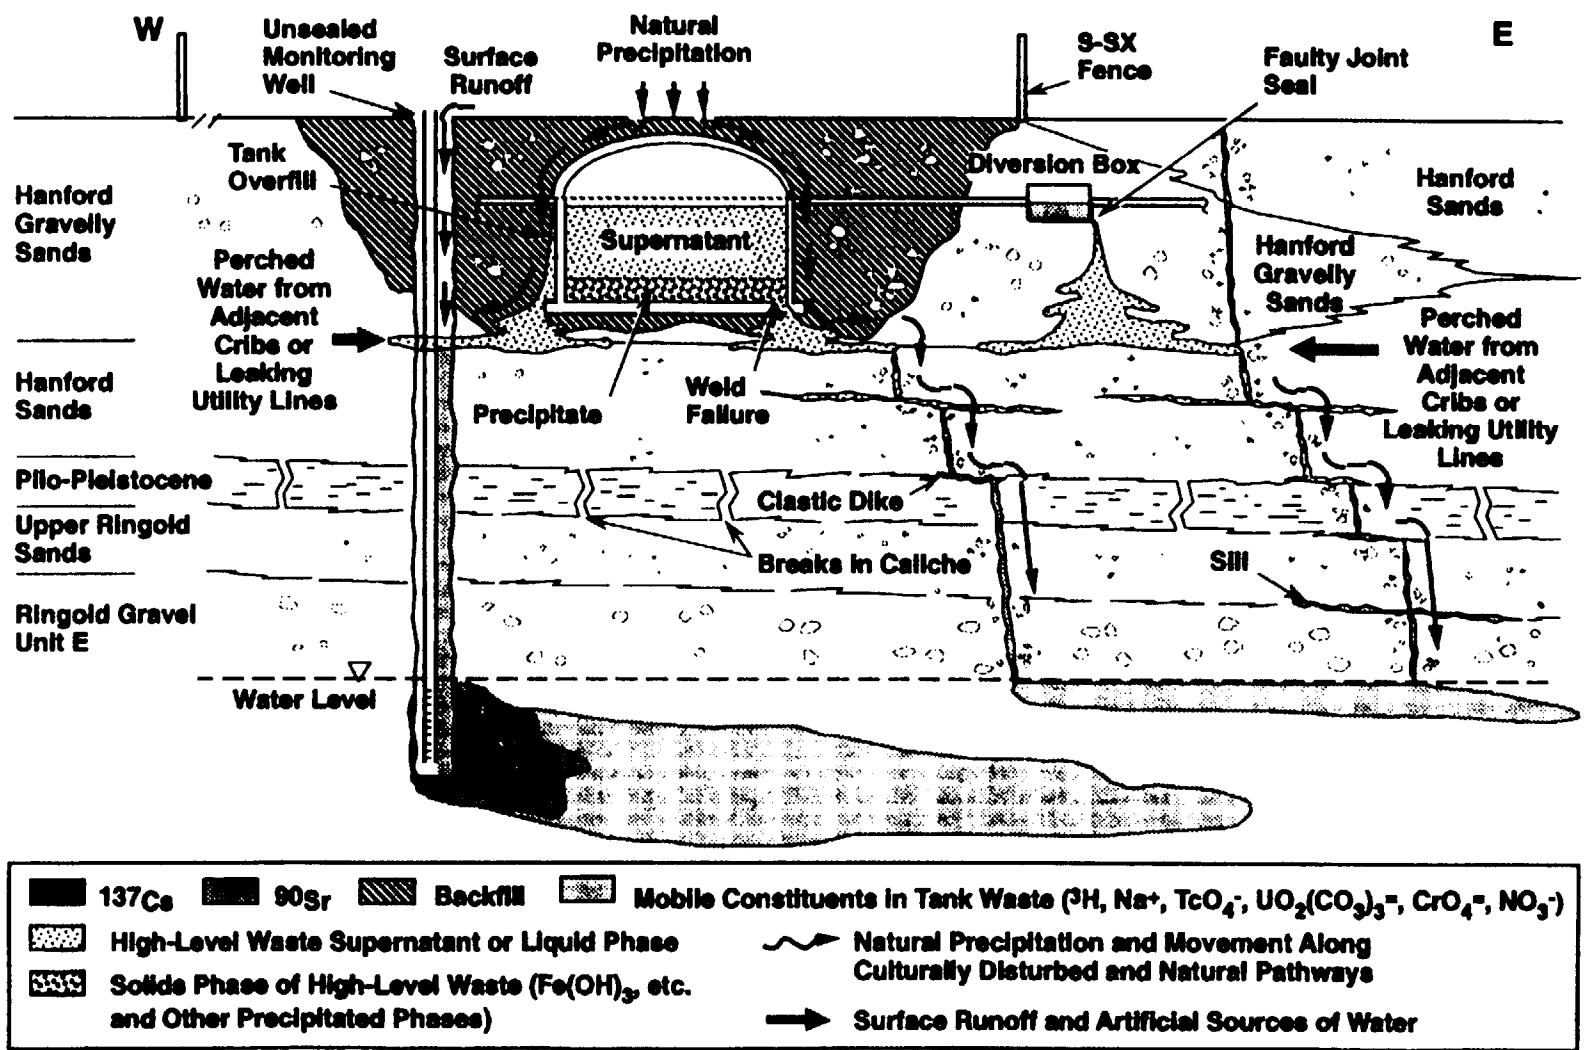 W
Unsealed
Monitoring
Well
Surface
Runoff
Natural
Precipitation
S-SX
Fence
Faulty Joint
Seal
E
Tank
Overfill
Diversion Box
Hanford
Gravelly
Sands
Hanford
Sands
Supernatant
Hanford
Gravelly
Sands
Perched
Water from
Adjacent
Cribs or
Leaking
Utility Lines
Perched
Water from
Adjacent
Cribs or
Leaking Utility
Lines
Hanford
Sands
Precipitate
Weld
Failure
Plio-Pleistocene
Clastic Dike
Upper Ringold
Sands
Breaks in Caliche
Sill
Ringold Gravel
Unit E
Water Level
137Cs
90Sr
Backfill
Mobile Constituents in Tank Waste (³H, Na⁺, TcO₄⁻, UO₂(CO₃)₃⁼, CrO₄⁼, NO₃⁻)
High-Level Waste Supernatant or Liquid Phase
Natural Precipitation and Movement Along
Culturally Disturbed and Natural Pathways
Solids Phase of High-Level Waste (Fe(OH)₃, etc.
and Other Precipitated Phases)
Surface Runoff and Artificial Sources of Water